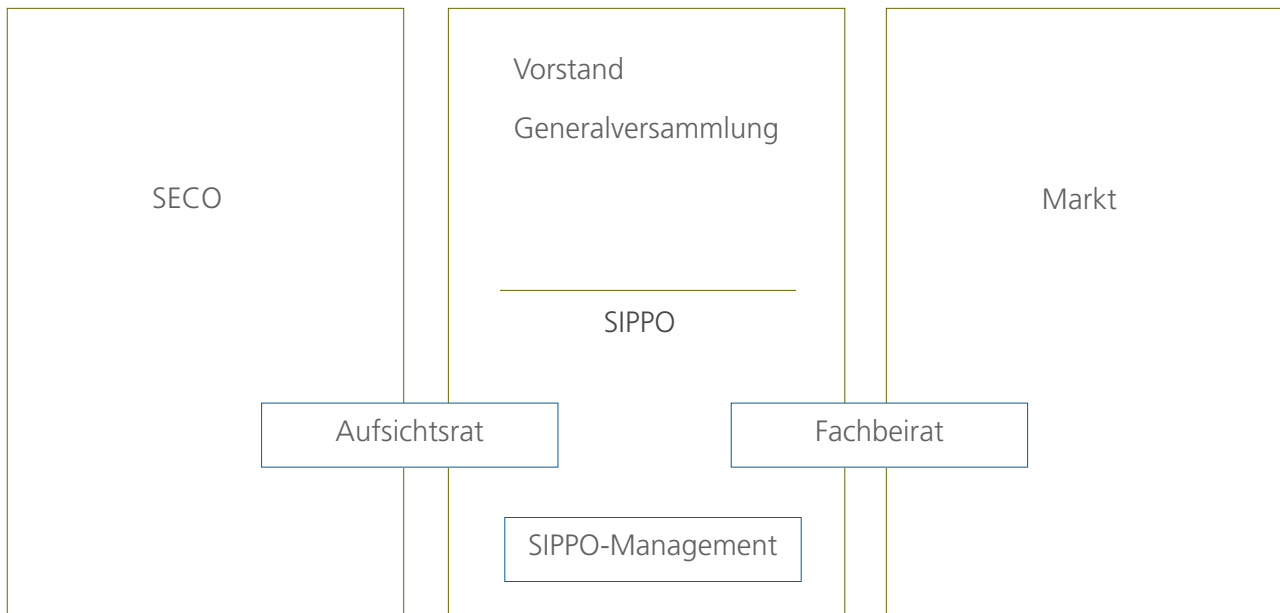 Vorstand
Generalversammlung
SECO
Markt
SIPPO
Aufsichtsrat
Fachbeirat
SIPPO-Management